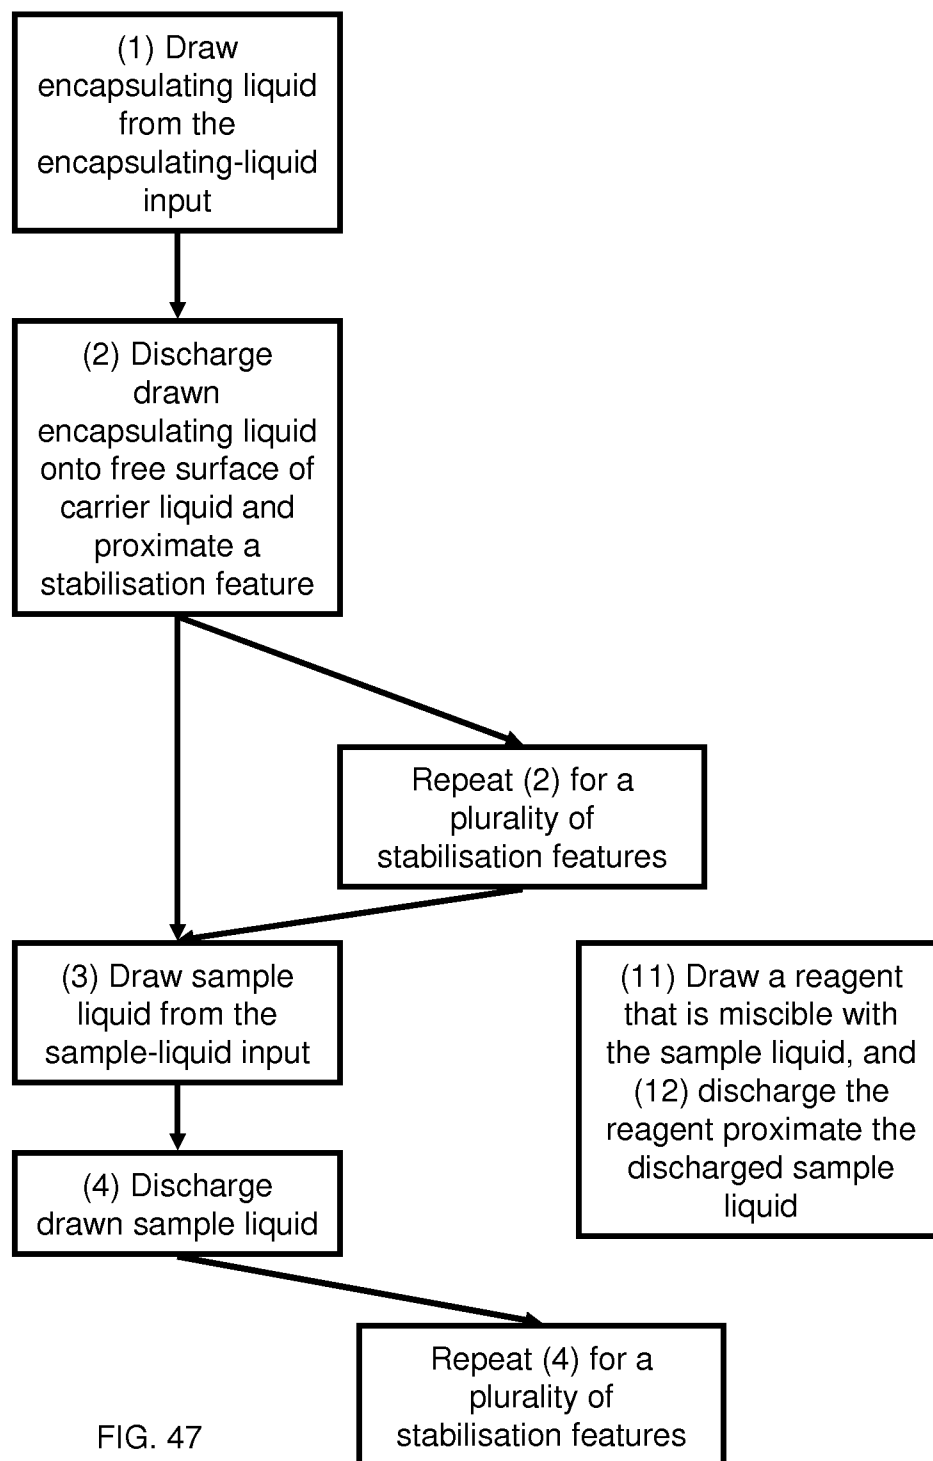 (1) Draw
encapsulating liquid
from the
encapsulating-liquid
input
(2) Discharge
drawn
encapsulating liquid
onto free surface of
carrier liquid and
proximate a
stabilisation feature
Repeat (2) for a
plurality of
stabilisation features
(3) Draw sample
liquid from the
sample-liquid input
(11) Draw a reagent
that is miscible with
the sample liquid, and
(12) discharge the
reagent proximate the
discharged sample
liquid
(4) Discharge
drawn sample liquid
Repeat (4) for a
plurality of
stabilisation features
FIG. 47